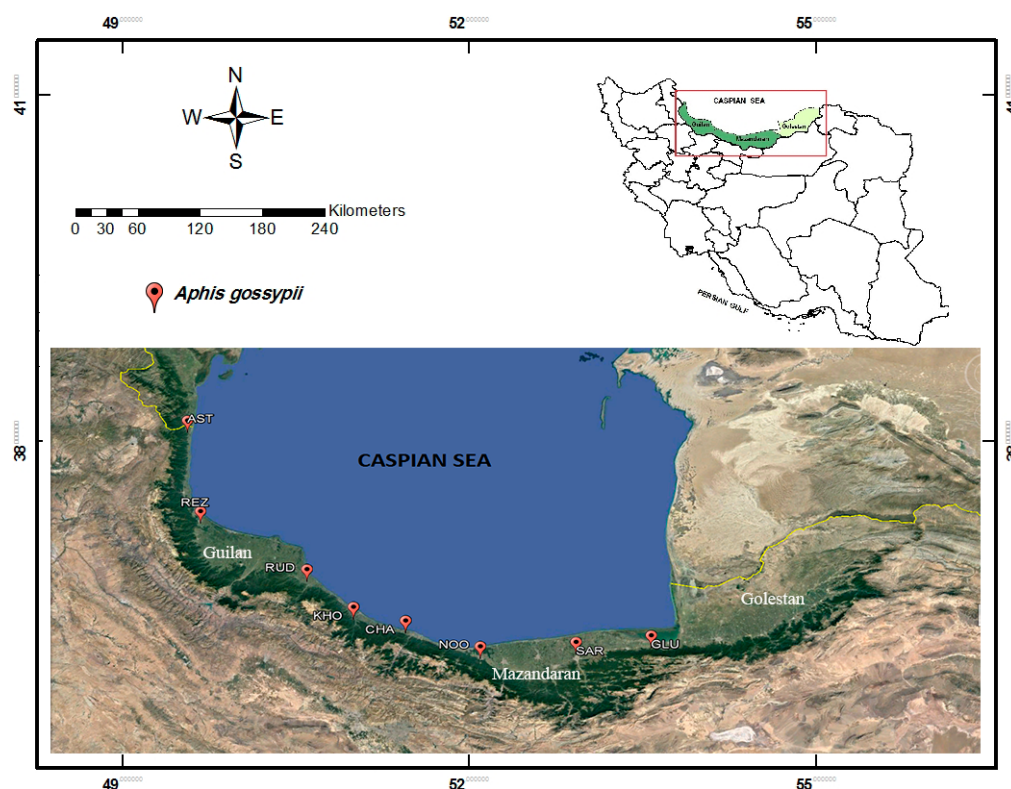 49 52 55
N
W E
S
Kilometers
0 30 60 120 180 240
Aphis gossypii
41
38
CASPIAN SEA
Guilan
Mazandaran
Golestan
PERSIAN GULF
AST
REZ
Guilan
RUD
KHO
CHA
NOO
SAR
GLU
CASPIAN SEA
Mazandaran
Golestan
49 52 55